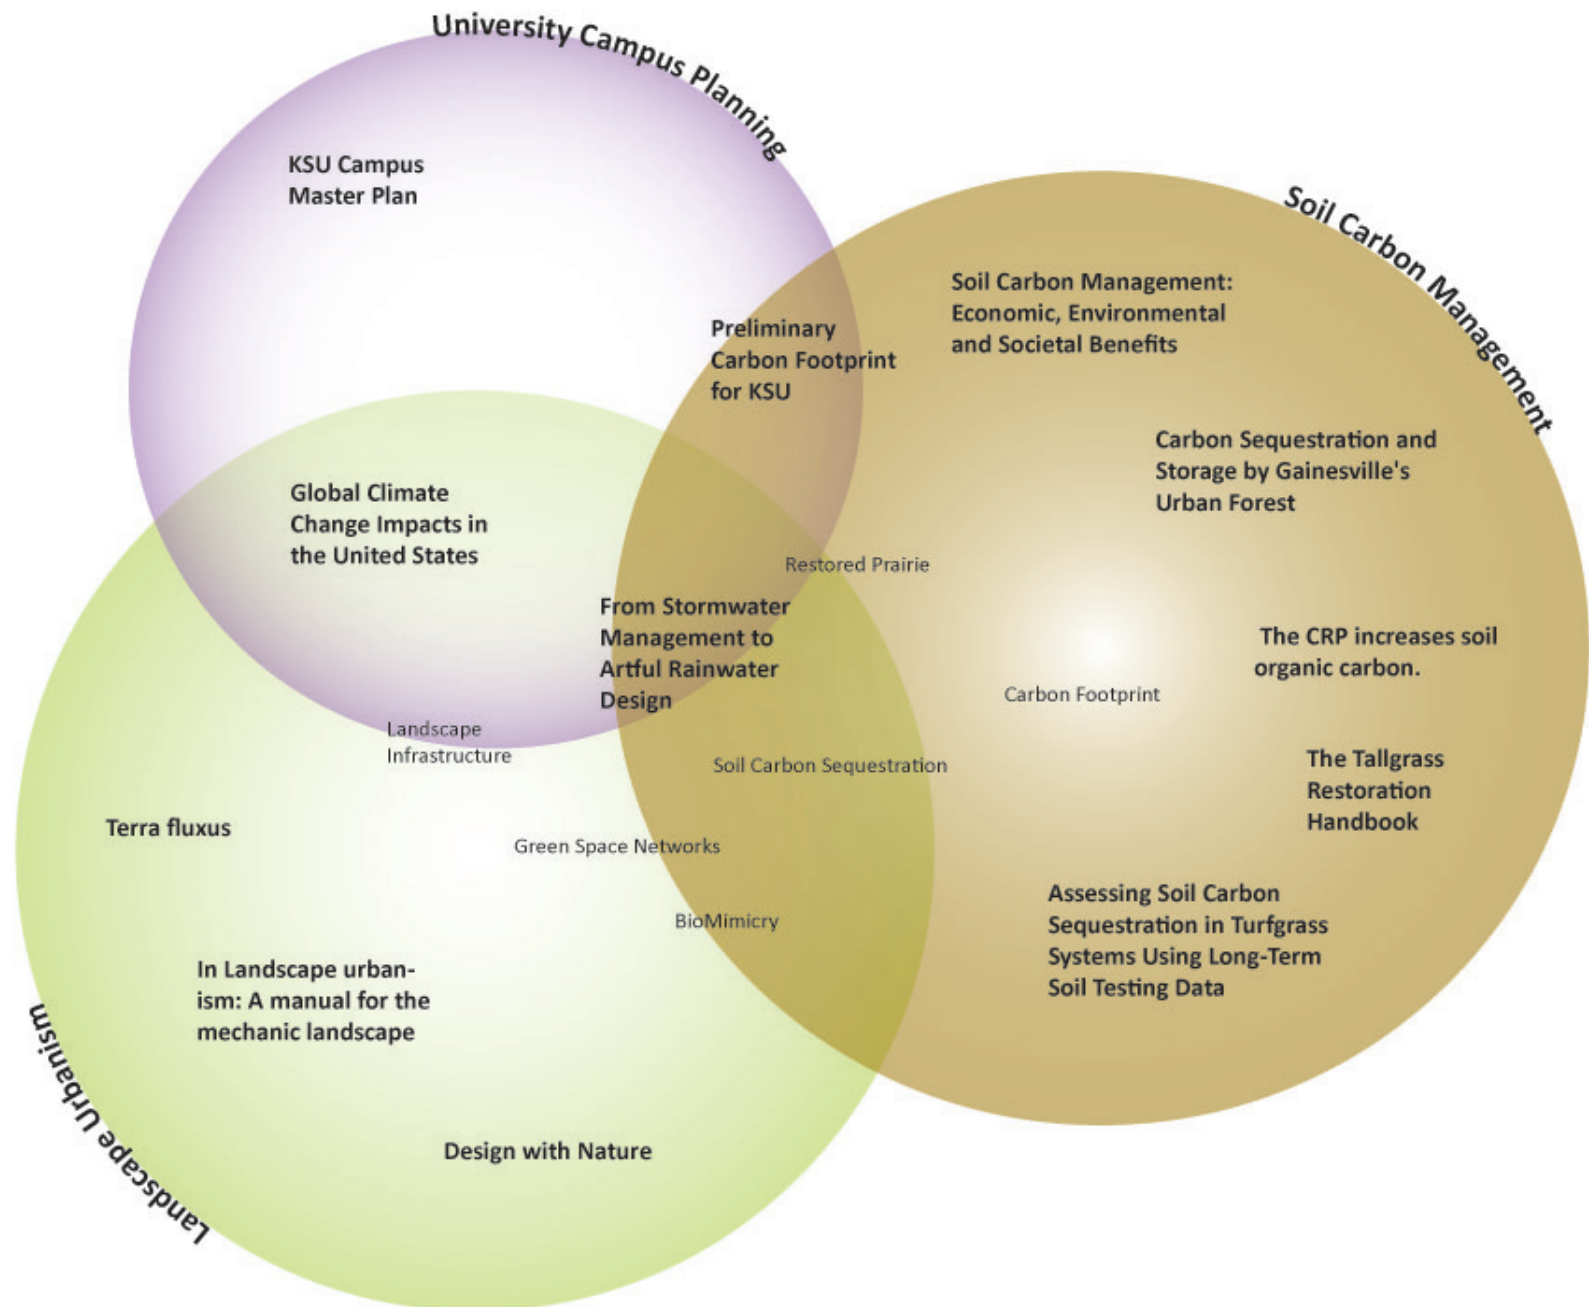 University Campus Planning
KSU Campus
Master Plan
Soil Carbon Management
Soil Carbon Management:
Economic, Environmental
and Societal Benefits
Preliminary
Carbon Footprint
for KSU
Carbon Sequestration and
Storage by Gainesville's
Urban Forest
Global Climate
Change Impacts in
the United States
Restored Prairie
From Stormwater
Management to
Artful Rainwater
Design
The CRP increases soil
organic carbon.
Carbon Footprint
Landscape
Infrastructure
Soil Carbon Sequestration
The Tallgrass
Restoration
Handbook
Terra fluxus
Green Space Networks
BioMimicry
Assessing Soil Carbon
Sequestration in Turfgrass
Systems Using Long-Term
Soil Testing Data
In Landscape urban-
ism: A manual for the
mechanic landscape
Landscape Urbanism
Design with Nature